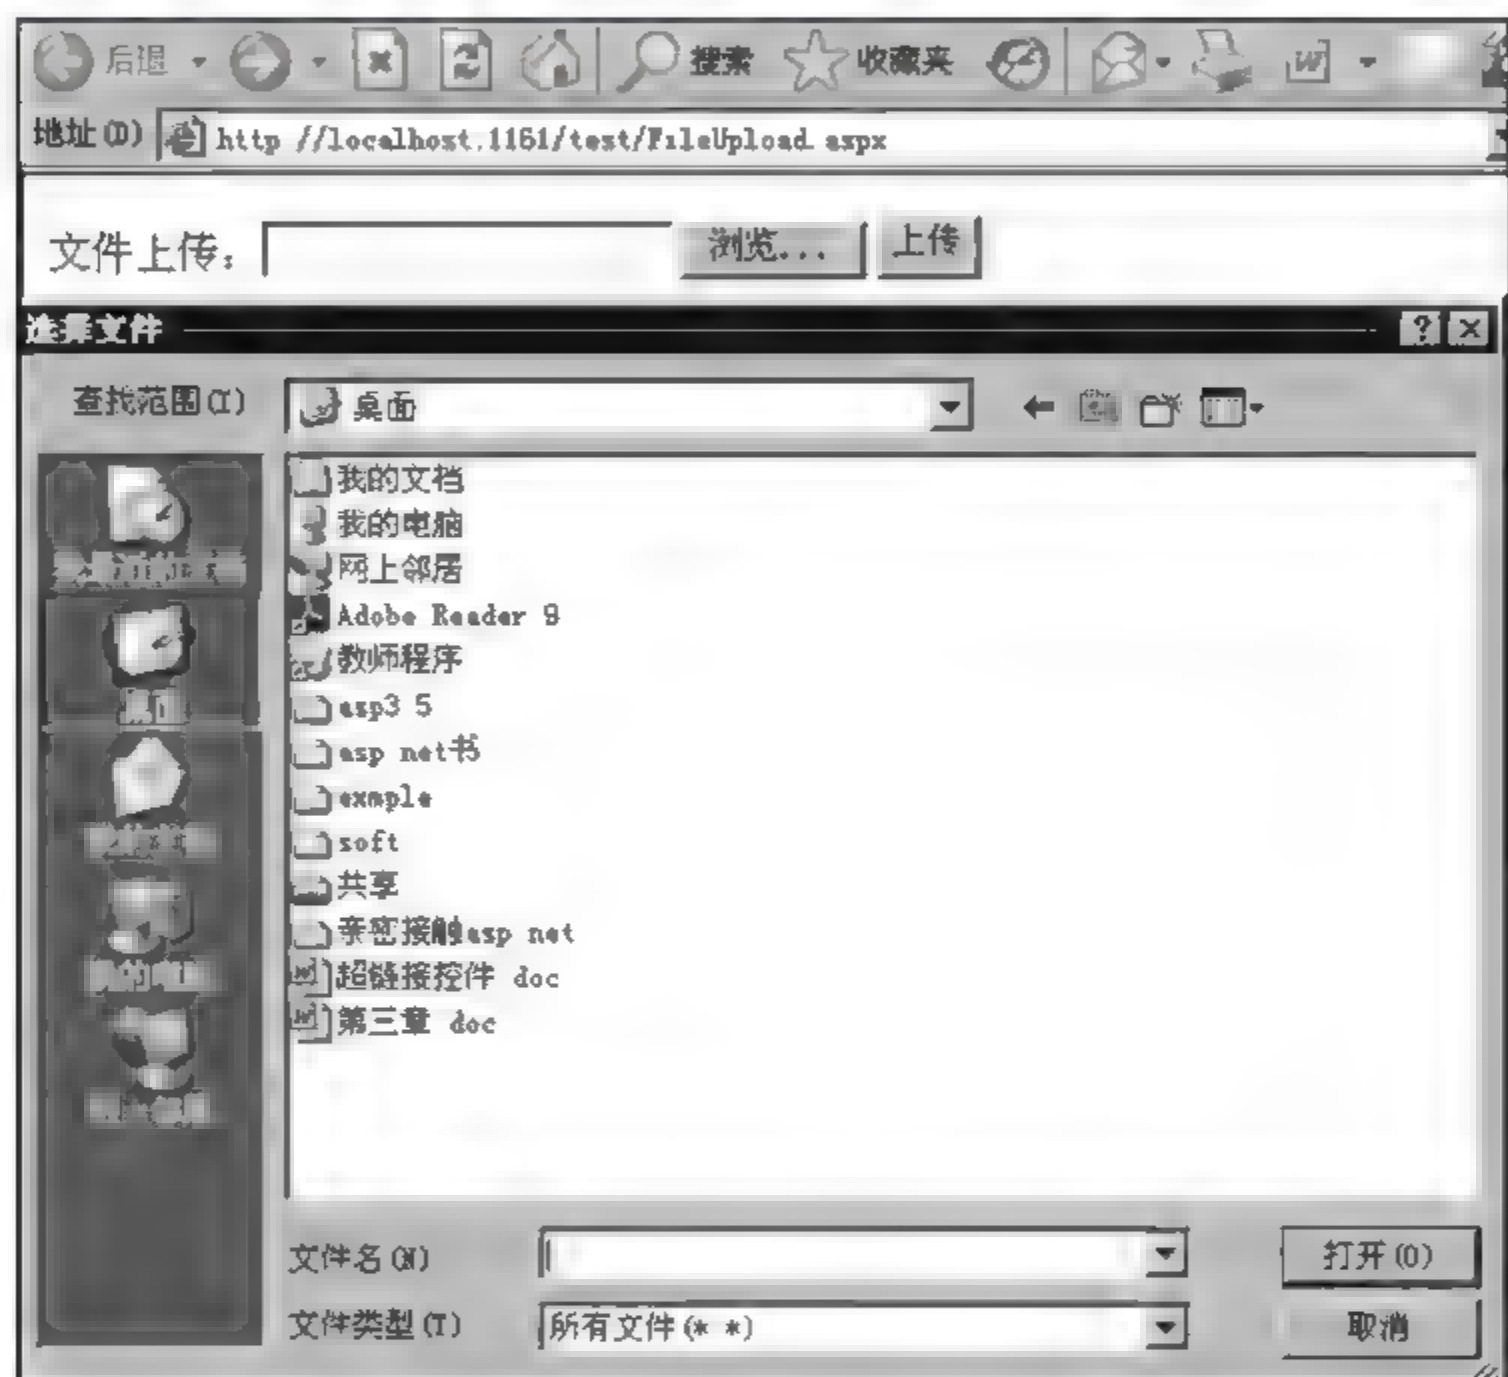 后退 搜索 收藏夹
地址(D) http //localhost.1161/test/FileUpload aspx
文件上传: 浏览... 上传
选择文件
查找范围(I) 桌面
我的文档
我的电脑
网上邻居
Adobe Reader 9
教师程序
asp3 5
asp net书
exmple
soft
共享
亲密接触asp net
超链接控件 doc
第三章 doc
文件名(N) 打开(O)
文件类型(T) 所有文件(* *) 取消